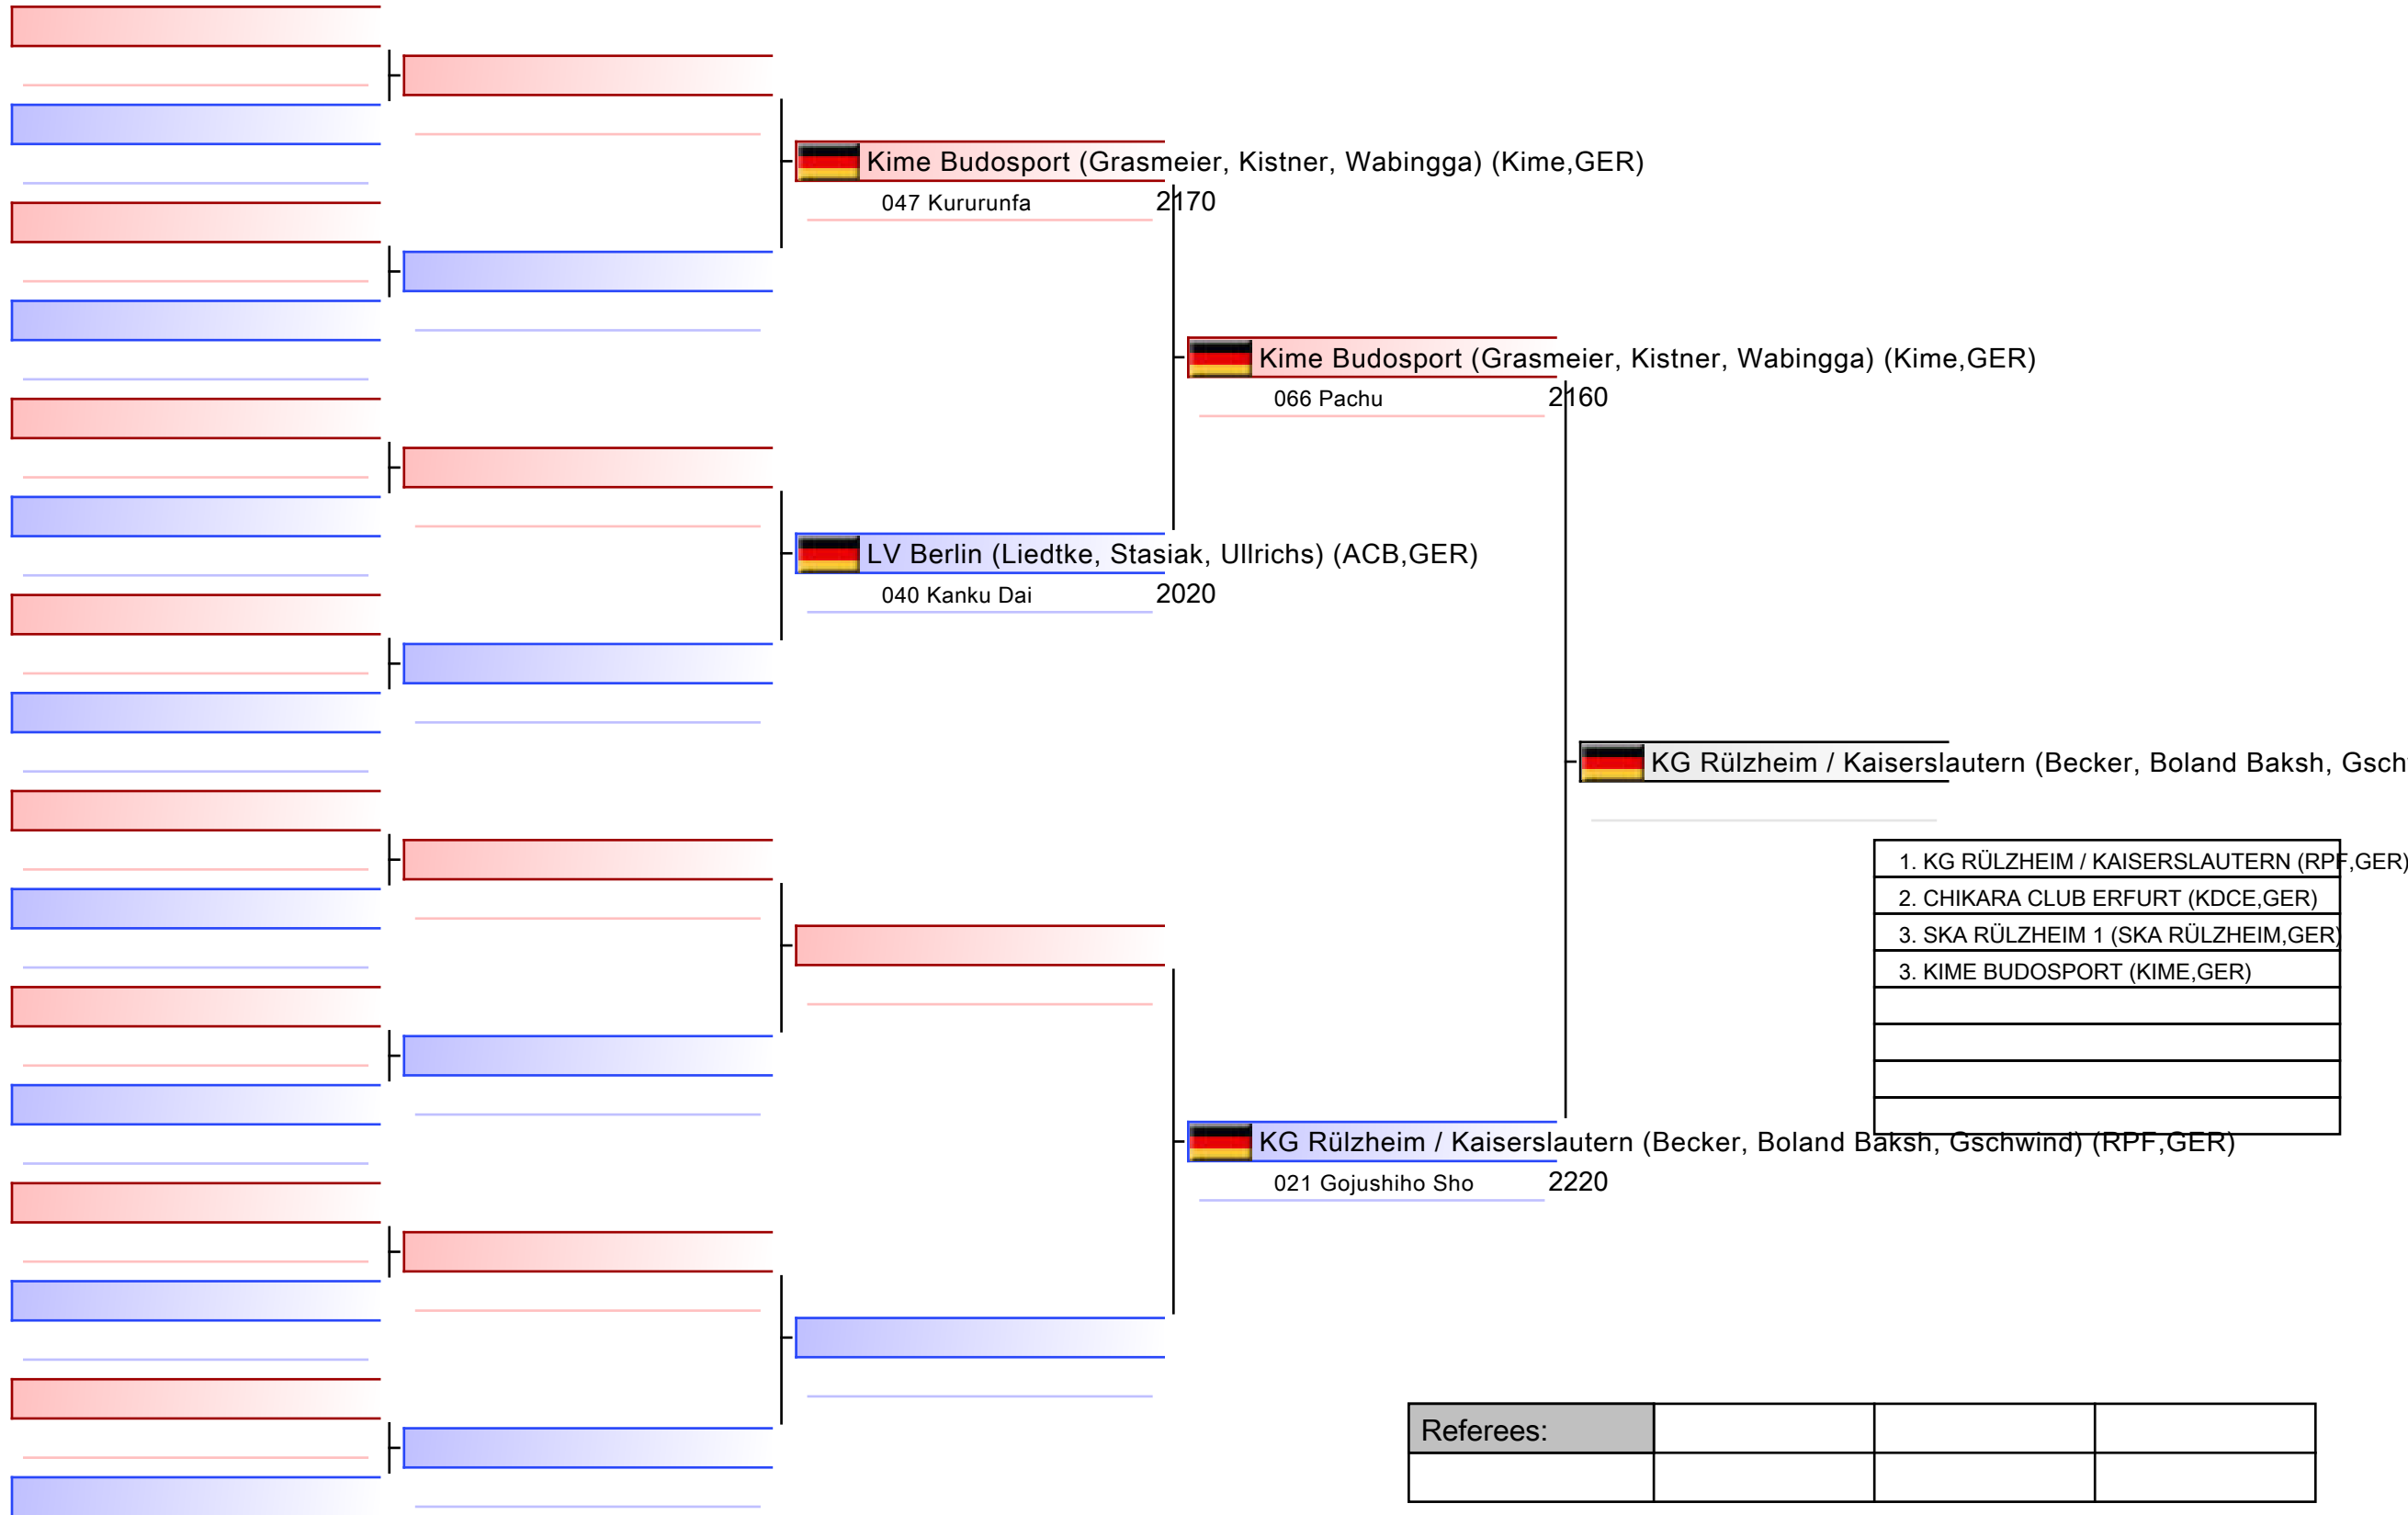 Kime Budosport (Grasmeier, Kistner, Wabingga) (Kime,GER)
047 Kururunfa 2170
Kime Budosport (Grasmeier, Kistner, Wabingga) (Kime,GER)
066 Pachu 2160
LV Berlin (Liedtke, Stasiak, Ullrichs) (ACB,GER)
040 Kanku Dai 2020
KG Rülzheim / Kaiserslautern (Becker, Boland Baksh, Gsch
1. KG RÜLZHEIM / KAISERSLAUTERN (RPF,GER)
2. CHIKARA CLUB ERFURT (KDCE,GER)
3. SKA RÜLZHEIM 1 (SKA RÜLZHEIM,GER)
3. KIME BUDOSPORT (KIME,GER)
KG Rülzheim / Kaiserslautern (Becker, Boland Baksh, Gschwind) (RPF,GER)
021 Gojushiho Sho 2220
Referees: